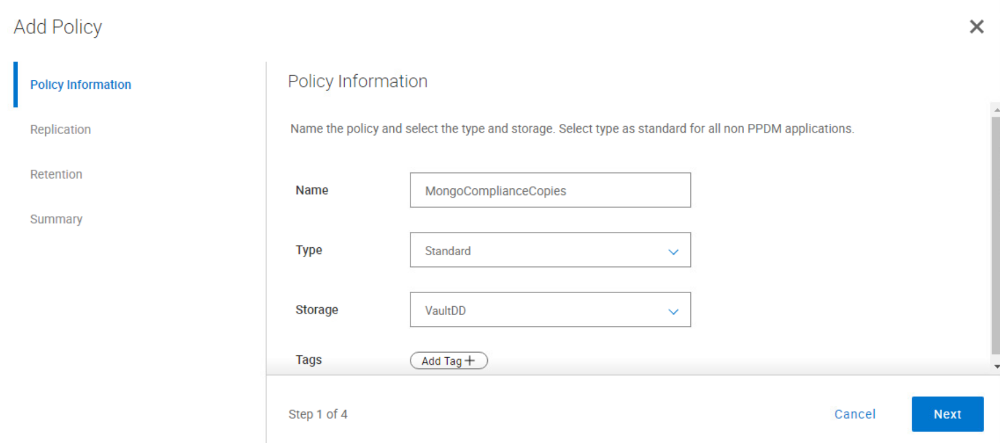 Add Policy
Policy Information
Replication
Retention
Summary
Policy Information
Name the policy and select the type and storage. Select type as standard for all non PPDM applications.
Name
MongoComplianceCopies
Type
Standard
Storage
VaultDD
Tags
Add Tag +
Step 1 of 4
Cancel
Next